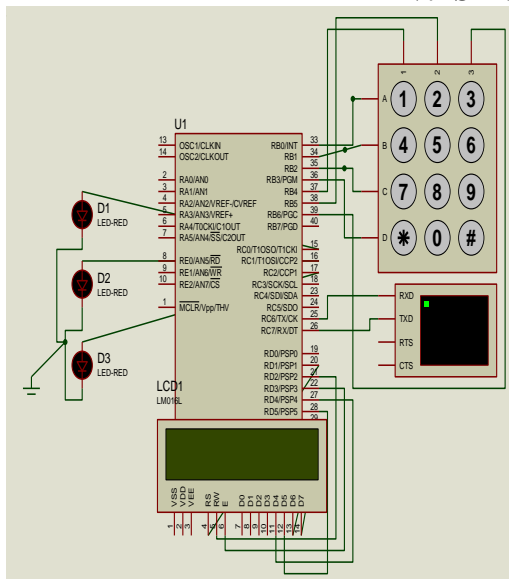 U1
13 OSC1/CLKIN RB0/INT 33
14 OSC2/CLKOUT RB1 34
RB2 35
2 RA0/AN0 RB3/PGM 36
3 RA1/AN1 RB4 37
4 RA2/AN2/VREF-/CVREF RB5 38
5 RA3/AN3/VREF+ RB6/PGC 39
6 RA4/T0CKI/C1OUT RB7/PGD 40
7 RA5/AN4/SS/C2OUT
RC0/T1OSO/T1CKI 15
8 RE0/AN5/RD RC1/T1OSI/CCP2 16
9 RE1/AN6/WR RC2/CCP1 17
10 RE2/AN7/CS RC3/SCK/SCL 18
RC4/SDI/SDA 23
1 MCLR/Vpp/THV RC5/SDO 24
RC6/TX/CK 25
RC7/RX/DT 26
RD0/PSP0 19
RD1/PSP1 20
RD2/PSP2
RD3/PSP3 22
RD4/PSP4 27
RD5/PSP5 28
29
D1
LED-RED
D2
LED-RED
D3
LED-RED
1 2 3
A 1 2 3
B 4 5 6
C 7 8 9
D * 0 #
RXD
TXD
RTS
CTS
LCD1
LM016L
VSS VDD VEE RS RW E D0 D1 D2 D3 D4 D5 D6 D7
1 2 3 4 5 6 7 8 9 10 11 12 13 14